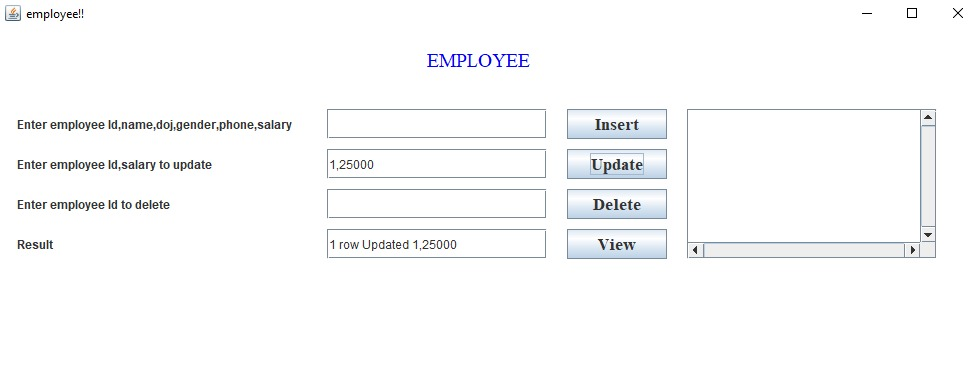 employee!!
EMPLOYEE
Enter employee Id,name,doj,gender,phone,salary Insert
Enter employee Id,salary to update 1,25000 Update
Enter employee Id to delete Delete
Result 1 row Updated 1,25000 View